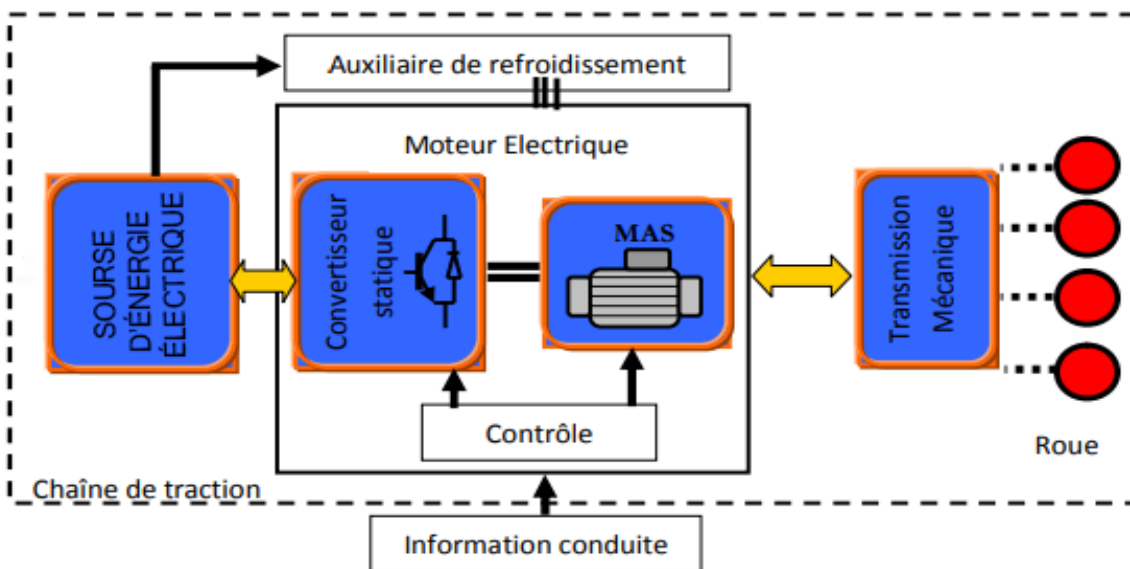 Auxiliaire de refroidissement
Moteur Electrique
SOURSE
D'ÉNERGIE
ÉLECTRIQUE
Convertisseur
statique
MAS
Transmission
Mécanique
Contrôle
Roue
Chaîne de traction
Information conduite